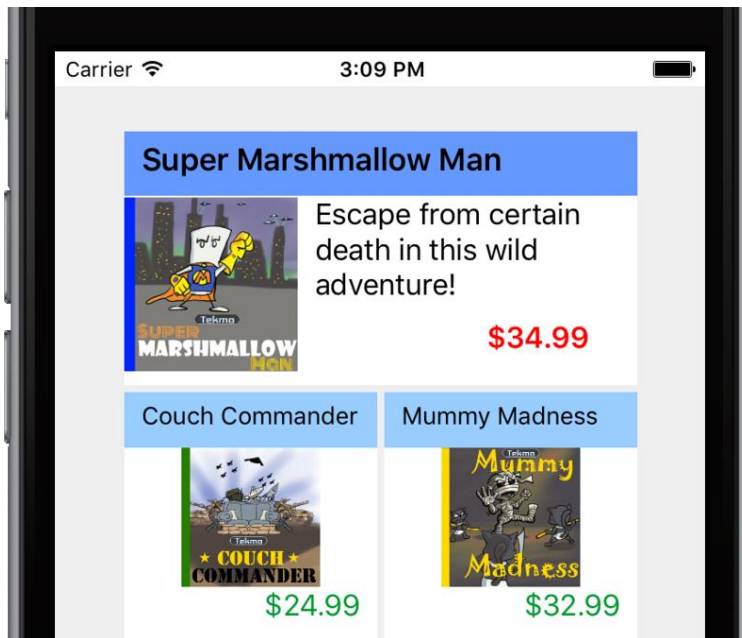 Carrier
3:09 PM
Super Marshmallow Man
Tekmo
SUPER
MARSHMALLOW
MAN
Escape from certain
death in this wild
adventure!
$34.99
Couch Commander
Mummy Madness
Tekmo
COUCH
COMMANDER
Tekmo
Mummy
Madness
$24.99
$32.99